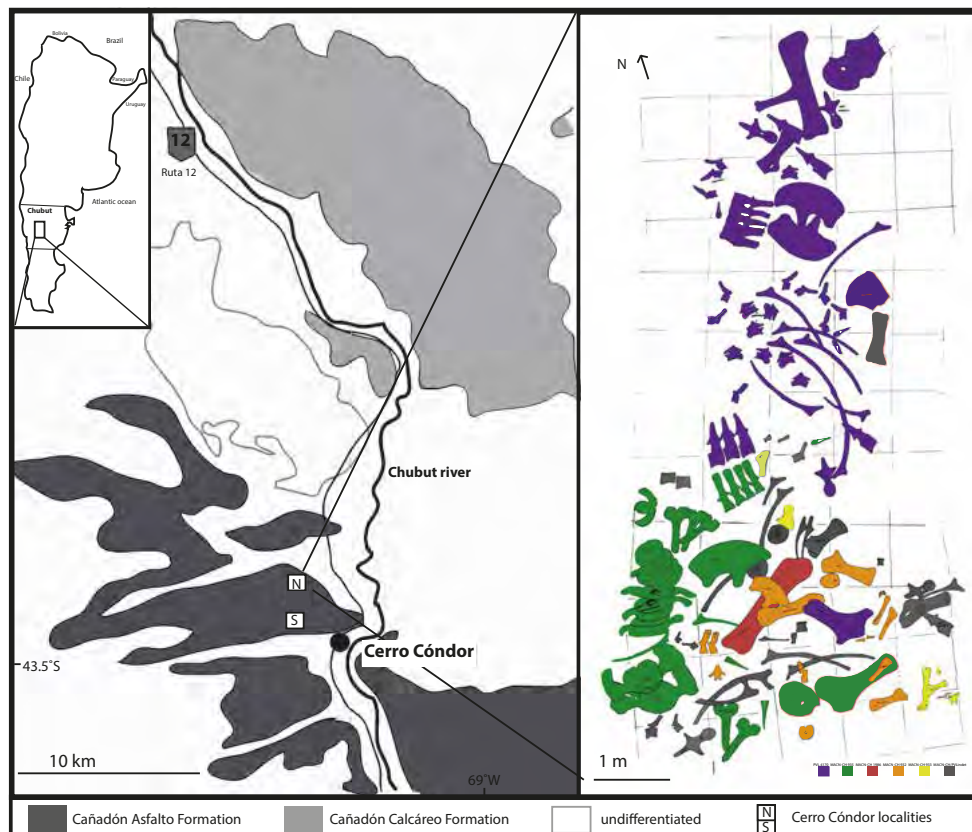 Bolivia
Brazil
Chile
Paraguay
Uruguay
Atlantic ocean
Chubut
12
Ruta 12
Chubut river
N
S
Cerro Cóndor
43.5°S
10 km
69°W
N
1 m
Cañadón Asfalto Formation
Cañadón Calcáreo Formation
undifferentiated
N
S
Cerro Cóndor localities